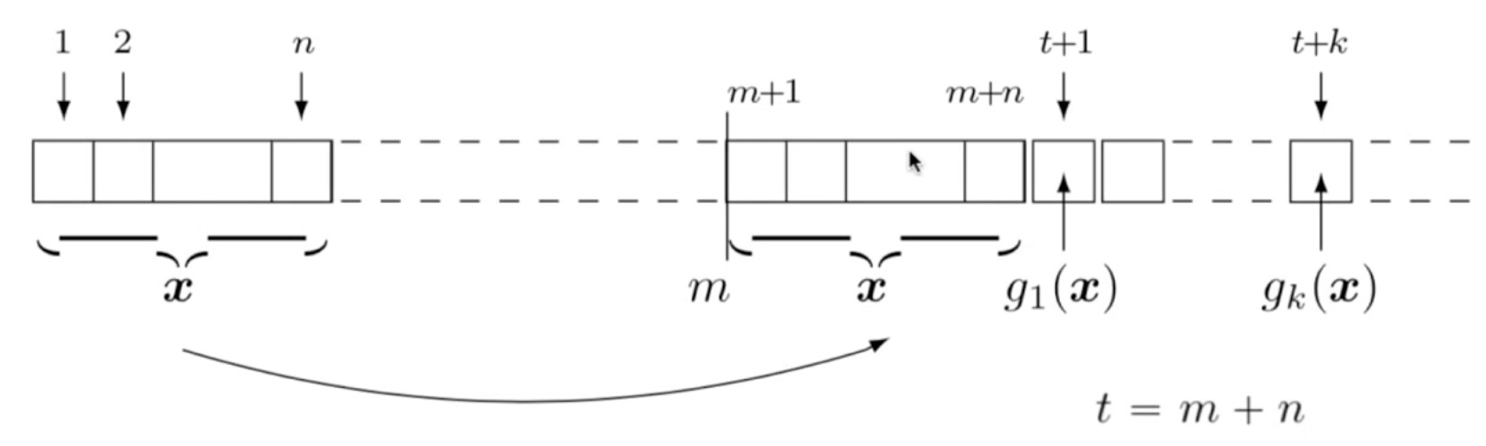 1 2 n t+1 t+k
m+1 m+n
x m x g₁(x) gₖ(x)
t = m + n